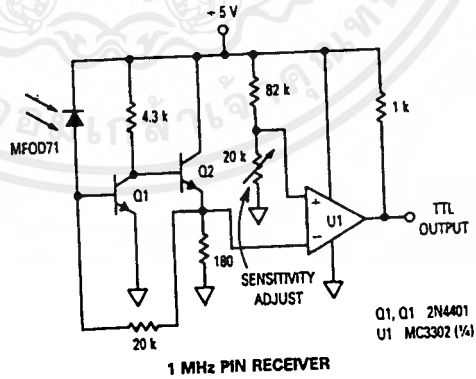 + 5 V
82 k
1 k
4.3 k
MFOD71
Q1
Q2
20 k
+
U1
−
TTL
OUTPUT
180
SENSITIVITY
ADJUST
20 k
Q1, Q1 2N4401
U1 MC3302 (¼)
1 MHz PIN RECEIVER